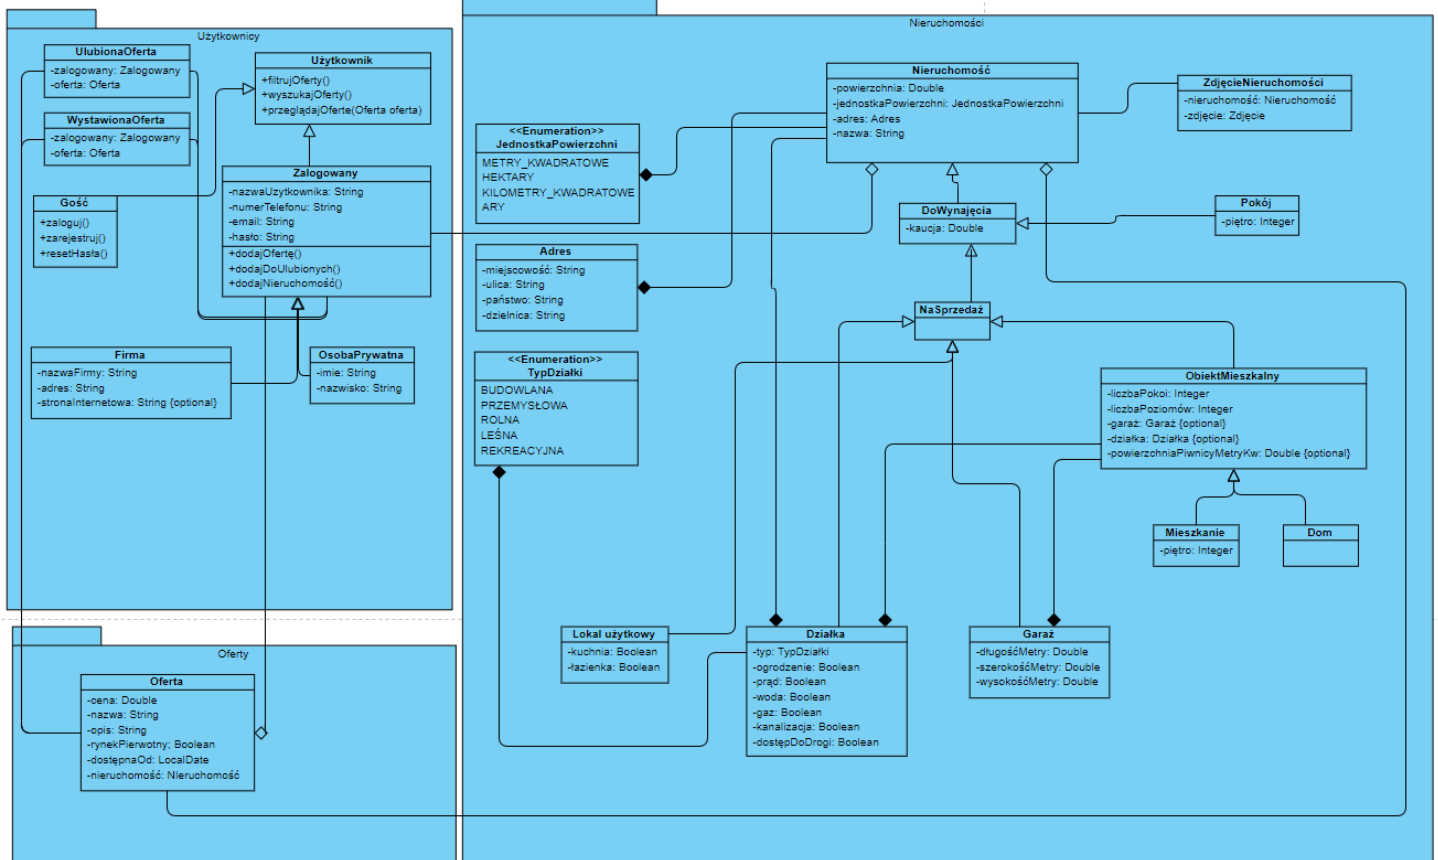 Użytkownicy
UlubionaOferta
-zalogowany: Zalogowany
-oferta: Oferta
WystawionaOferta
-zalogowany: Zalogowany
-oferta: Oferta
Użytkownik
+filtrujOferty()
+wyszukajOferty()
+przeglądajOferte(Oferta oferta)
Gość
+zaloguj()
+zarejestruj()
+resetHasła()
Zalogowany
-nazwaUzytkownika: String
-numerTelefonu: String
-email: String
-hasło: String
+dodajOfertę()
+dodajDoUlubionych()
+dodajNieruchomość()
Firma
-nazwaFirmy: String
-adres: String
-stronaInternetowa: String {optional}
OsobaPrywatna
-imie: String
-nazwisko: String
Oferty
Oferta
-cena: Double
-nazwa: String
-opis: String
-rynekPierwotny; Boolean
-dostępnaOd: LocalDate
-nieruchomość: NIeruchomość
Nieruchomości
Nieruchomość
-powierzchnia: Double
-jednostkaPowierzchni: JednostkaPowierzchni
-adres: Adres
-nazwa: String
ZdjęcieNieruchomości
-nieruchomość: Nieruchomość
-zdjęcie: Zdjęcie
<<Enumeration>>
JednostkaPowierzchni
METRY_KWADRATOWE
HEKTARY
KILOMETRY_KWADRATOWE
ARY
DoWynajęcia
-kaucja: Double
Pokój
-piętro: Integer
Adres
-miejscowość: String
-ulica: String
-państwo: String
-dzielnica: String
NaSprzedaż
<<Enumeration>>
TypDziałki
BUDOWLANA
PRZEMYSŁOWA
ROLNA
LEŚNA
REKREACYJNA
ObiektMieszkalny
-liczbaPokoi: Integer
-liczbaPoziomów: Integer
-garaż: Garaż {optional}
-działka: Działka {optional}
-powierzchniaPiwnicyMetryKw: Double {optional}
Mieszkanie
-piętro: Integer
Dom
Lokal użytkowy
-kuchnia: Boolean
-łazienka: Boolean
Działka
-typ: TypDziałki
-ogrodzenie: Boolean
-prąd: Boolean
-woda: Boolean
-gaz: Boolean
-kanalizacja: Boolean
-dostępDoDrogi: Boolean
Garaż
-długośćMetry: Double
-szerokośćMetry: Double
-wysokośćMetry: Double